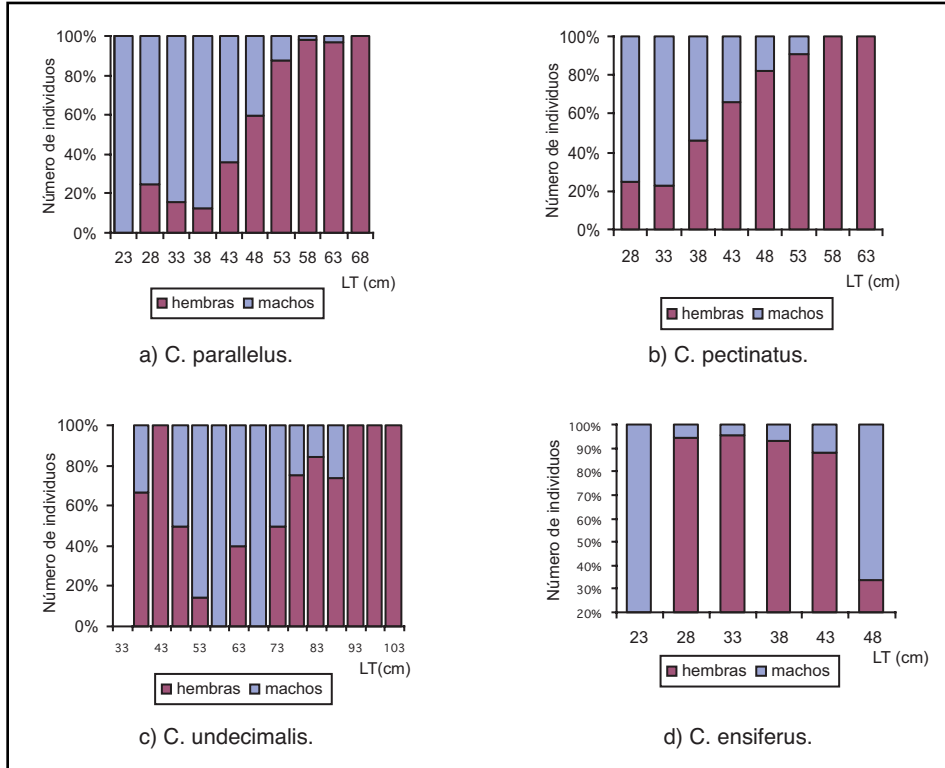 100%
80%
60%
40%
20%
0%
Número de individuos
23 28 33 38 43 48 53 58 63 68
LT (cm)
hembras machos
a) C. parallelus.
100%
80%
60%
40%
20%
0%
Número de individuos
28 33 38 43 48 53 58 63
LT (cm)
hembras machos
b) C. pectinatus.
100%
80%
60%
40%
20%
0%
Número de individuos
33 43 53 63 73 83 93 103
LT(cm)
hembras machos
c) C. undecimalis.
100%
90%
80%
70%
60%
50%
40%
30%
20%
Número de individuos
23 28 33 38 43 48
LT (cm)
hembras machos
d) C. ensiferus.